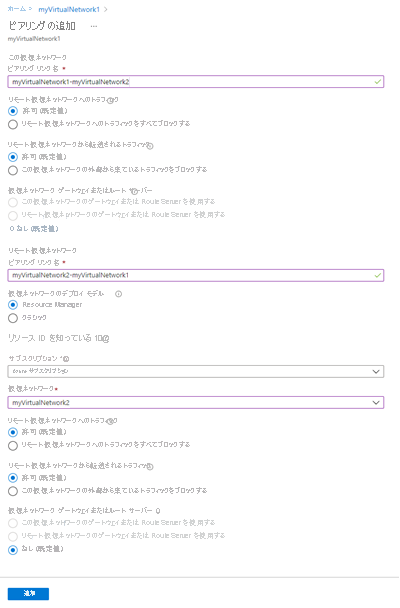 ホーム > myVirtualNetwork1 >
ピアリングの追加 …
myVirtualNetwork1
この仮想ネットワーク
ピアリング リンク名 *
myVirtualNetwork1-myVirtualNetwork2
リモート仮想ネットワークへのトラフィック
許可 (既定値)
リモート仮想ネットワークへのトラフィックをすべてブロックする
リモート仮想ネットワークから転送されるトラフィック
許可 (既定値)
この仮想ネットワークの外部から来ているトラフィックをブロックする
仮想ネットワーク ゲートウェイまたはルート サーバー
この仮想ネットワークのゲートウェイまたは Route Server を使用する
リモート仮想ネットワークのゲートウェイまたは Route Server を使用する
なし (既定値)
リモート仮想ネットワーク
ピアリング リンク名 *
myVirtualNetwork2-myVirtualNetwork1
仮想ネットワークのデプロイ モデル
Resource Manager
クラシック
リソース ID を知っている
サブスクリプション *
サブスクリプション
仮想ネットワーク *
myVirtualNetwork2
リモート仮想ネットワークへのトラフィック
許可 (既定値)
リモート仮想ネットワークへのトラフィックをすべてブロックする
リモート仮想ネットワークから転送されるトラフィック
許可 (既定値)
この仮想ネットワークの外部から来ているトラフィックをブロックする
仮想ネットワーク ゲートウェイまたはルート サーバー
この仮想ネットワークのゲートウェイまたは Route Server を使用する
リモート仮想ネットワークのゲートウェイまたは Route Server を使用する
なし (既定値)
追加